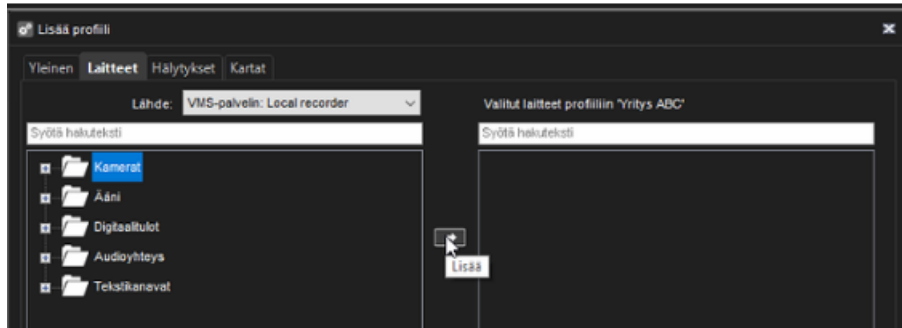 Lisää profiili
Yleinen Laitteet Hälytykset Kartat
Lähde: VMS-palvelin: Local recorder
Valitut laitteet profiiliin 'Yritys ABC'
Syötä hakuteksti
Syötä hakuteksti
Kamerat
Ääni
Digitaalitulot
Audioyhteys
Tekstikanavat
Lisää